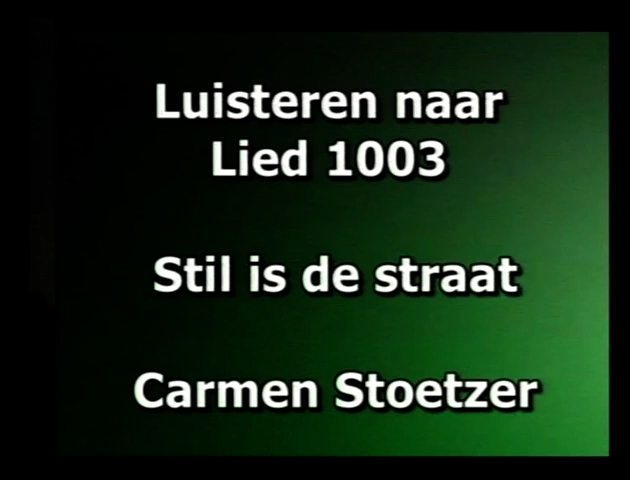 Luisteren naar
Lied 1003
Stil is de straat
Carmen Stoetzer